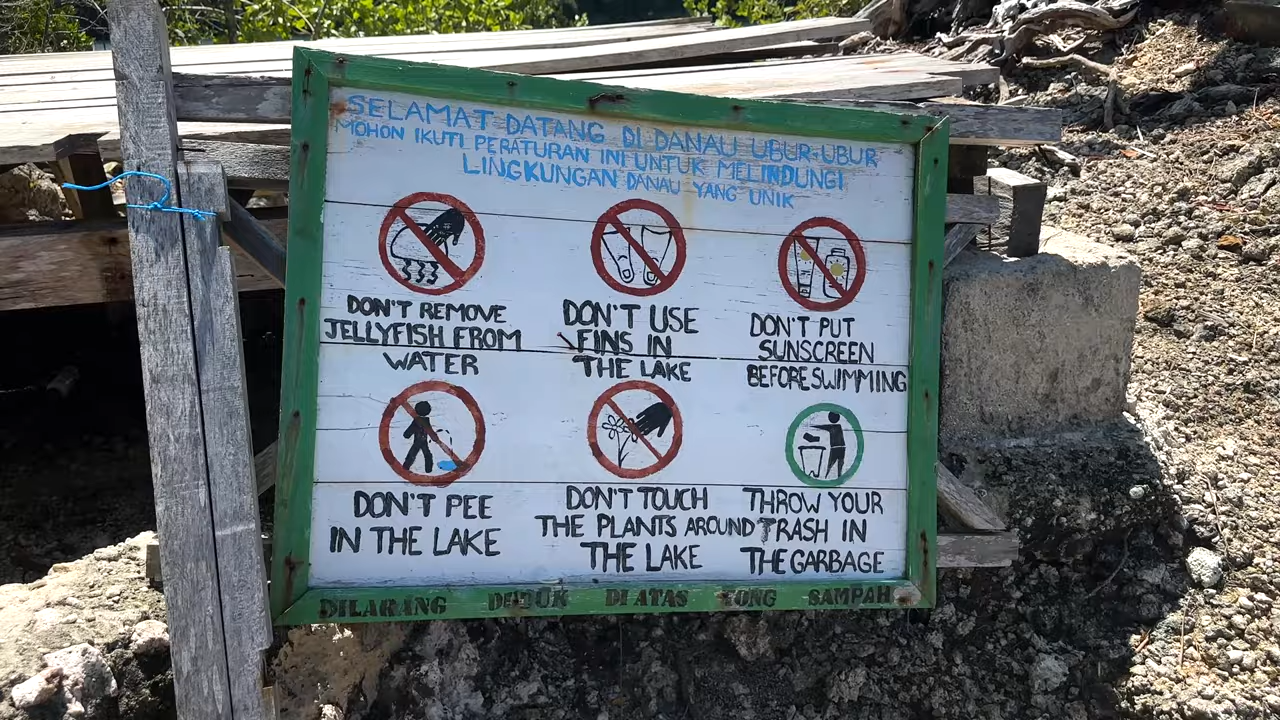 SELAMAT DATANG DI DANAU UBUR-UBUR
MOHON IKUTI PERATURAN INI UNTUK MELINDUNGI
LINGKUNGAN DANAU YANG UNIK
DON'T REMOVE
JELLYFISH FROM
WATER
DON'T USE
FINS IN
THE LAKE
DON'T PUT
SUNSCREEN
BEFORE SWIMMING
DON'T PEE
IN THE LAKE
DON'T TOUCH
THE PLANTS AROUND
THE LAKE
THROW YOUR
TRASH IN
THE GARBAGE
DILARANG DUDUK DI ATAS TONG SAMPAH